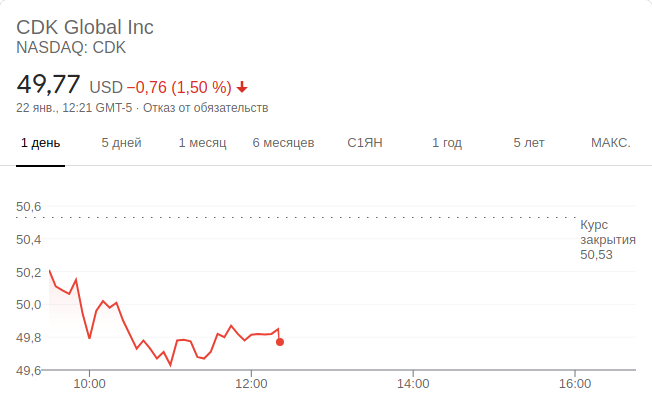 CDK Global Inc
NASDAQ: CDK
49,77 USD −0,76 (1,50 %)
22 янв., 12:21 GMT-5 · Отказ от обязательств
1 день 5 дней 1 месяц 6 месяцев С1ЯН 1 год 5 лет МАКС.
50,6
50,4
50,2
50,0
49,8
49,6
Курс
закрытия
50,53
10:00 12:00 14:00 16:00